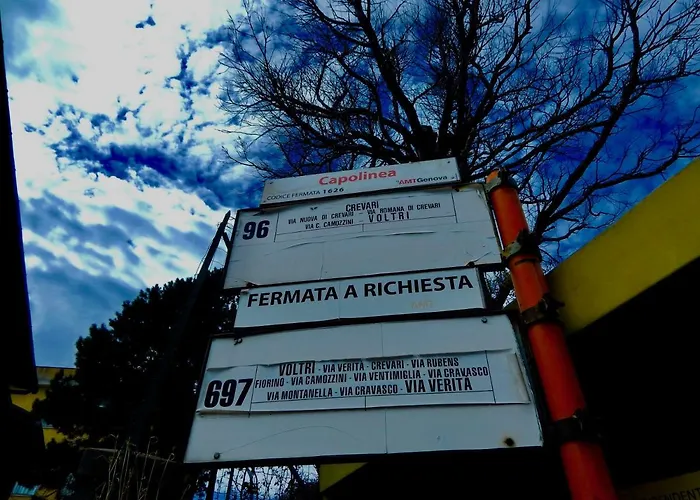 Capolinea
CODICE FERMATA 1626 AMTGenova
96
CREVARI
VIA NUOVA DI CREVARI - VIA ROMANA DI CREVARI
VIA C. CAMOZZINI - VOLTRI
FERMATA A RICHIESTA
697
VOLTRI - VIA VERITÀ - CREVARI - VIA RUBENS
FIORINO - VIA CAMOZZINI - VIA VENTIMIGLIA - VIA CRAVASCO
VIA MONTANELLA - VIA CRAVASCO - VIA VERITÀ